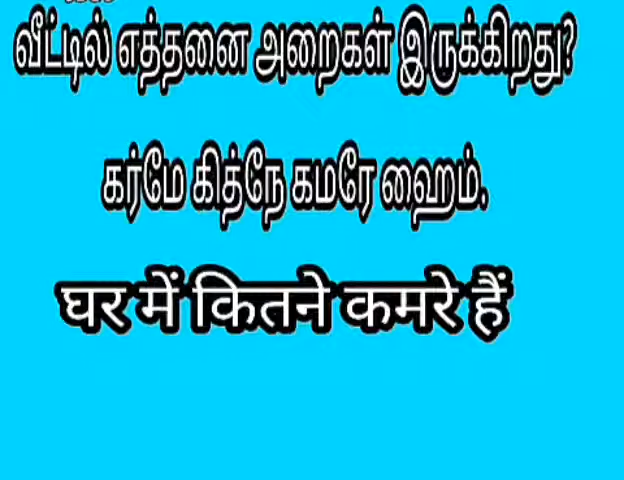 வீட்டில் எத்தனை அறைகள் இருக்கிறது?
கர்மே கித்நே கமரே ஹைம்.
घर में कितने कमरे हैं